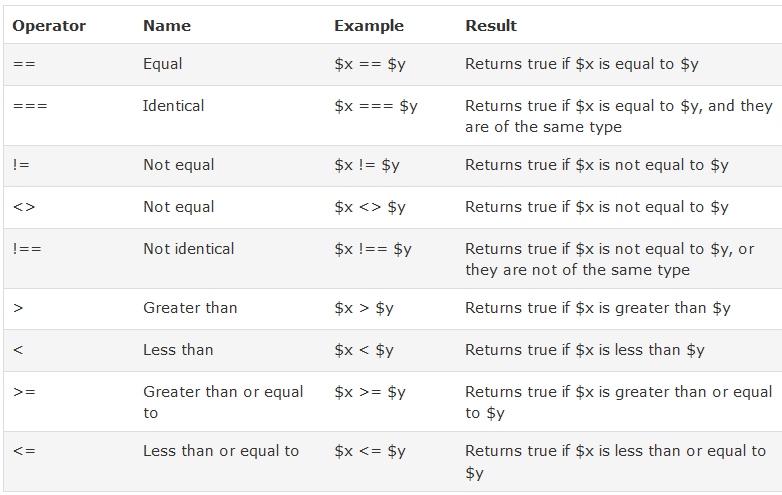 Operator Name Example Result
== Equal $x == $y Returns true if $x is equal to $y
=== Identical $x === $y Returns true if $x is equal to $y, and they
are of the same type
!= Not equal $x != $y Returns true if $x is not equal to $y
<> Not equal $x <> $y Returns true if $x is not equal to $y
!== Not identical $x !== $y Returns true if $x is not equal to $y, or
they are not of the same type
> Greater than $x > $y Returns true if $x is greater than $y
< Less than $x < $y Returns true if $x is less than $y
>= Greater than or equal $x >= $y Returns true if $x is greater than or equal
to to $y
<= Less than or equal to $x <= $y Returns true if $x is less than or equal to
$y